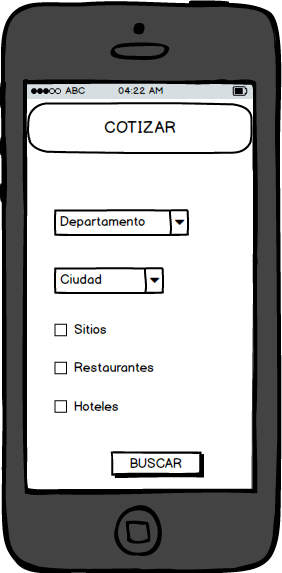 ABC 04:22 AM
COTIZAR
Departamento
Ciudad
Sitios
Restaurantes
Hoteles
BUSCAR